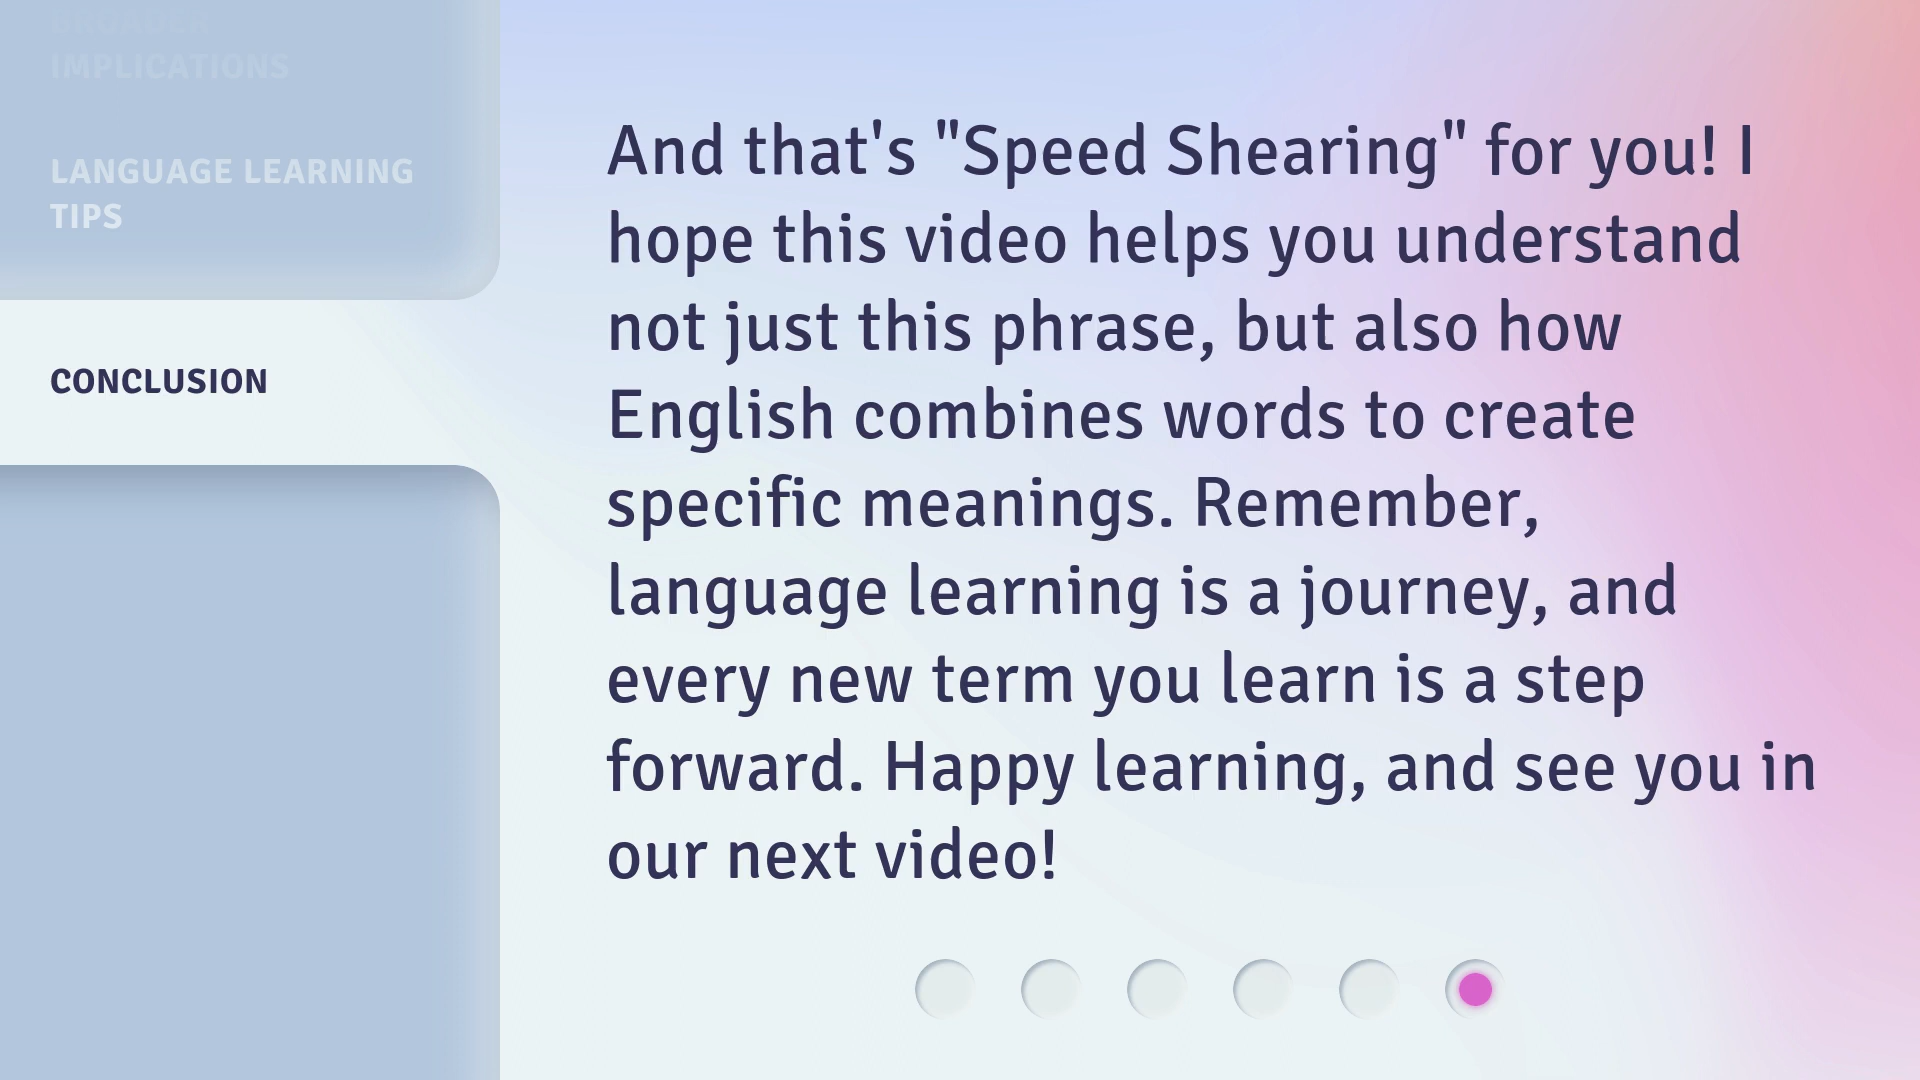 BROADER
IMPLICATIONS
LANGUAGE LEARNING
TIPS
CONCLUSION
And that's "Speed Shearing" for you! I
hope this video helps you understand
not just this phrase, but also how
English combines words to create
specific meanings. Remember,
language learning is a journey, and
every new term you learn is a step
forward. Happy learning, and see you in
our next video!